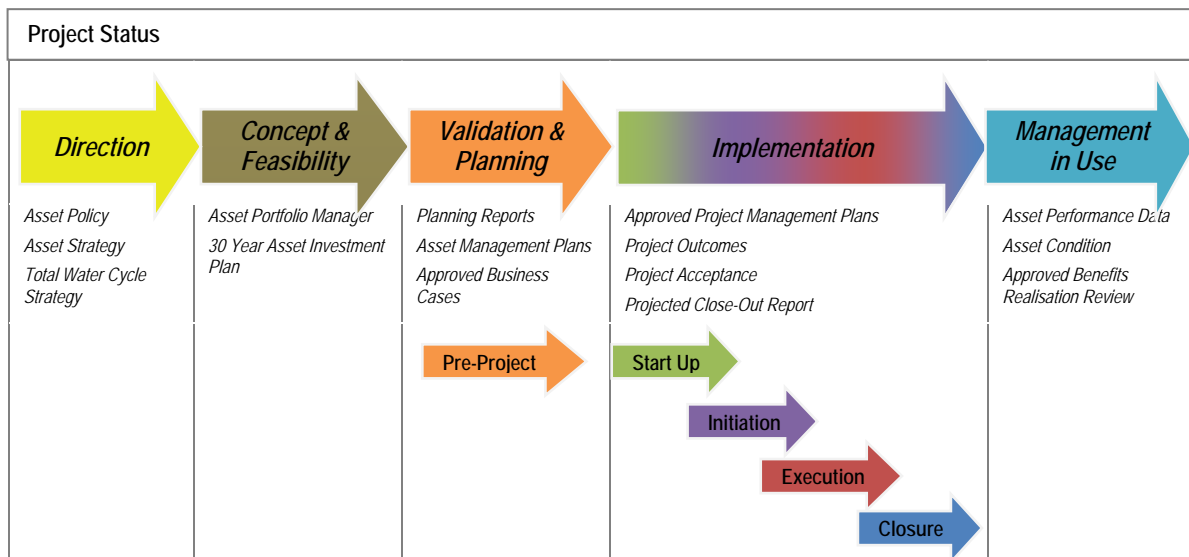 Project Status
Direction
Concept &
Feasibility
Validation &
Planning
Implementation
Management
in Use
Asset Policy
Asset Strategy
Total Water Cycle
Strategy
Asset Portfolio Manager
30 Year Asset Investment
Plan
Planning Reports
Asset Management Plans
Approved Business
Cases
Approved Project Management Plans
Project Outcomes
Project Acceptance
Projected Close-Out Report
Asset Performance Data
Asset Condition
Approved Benefits
Realisation Review
Pre-Project
Start Up
Initiation
Execution
Closure